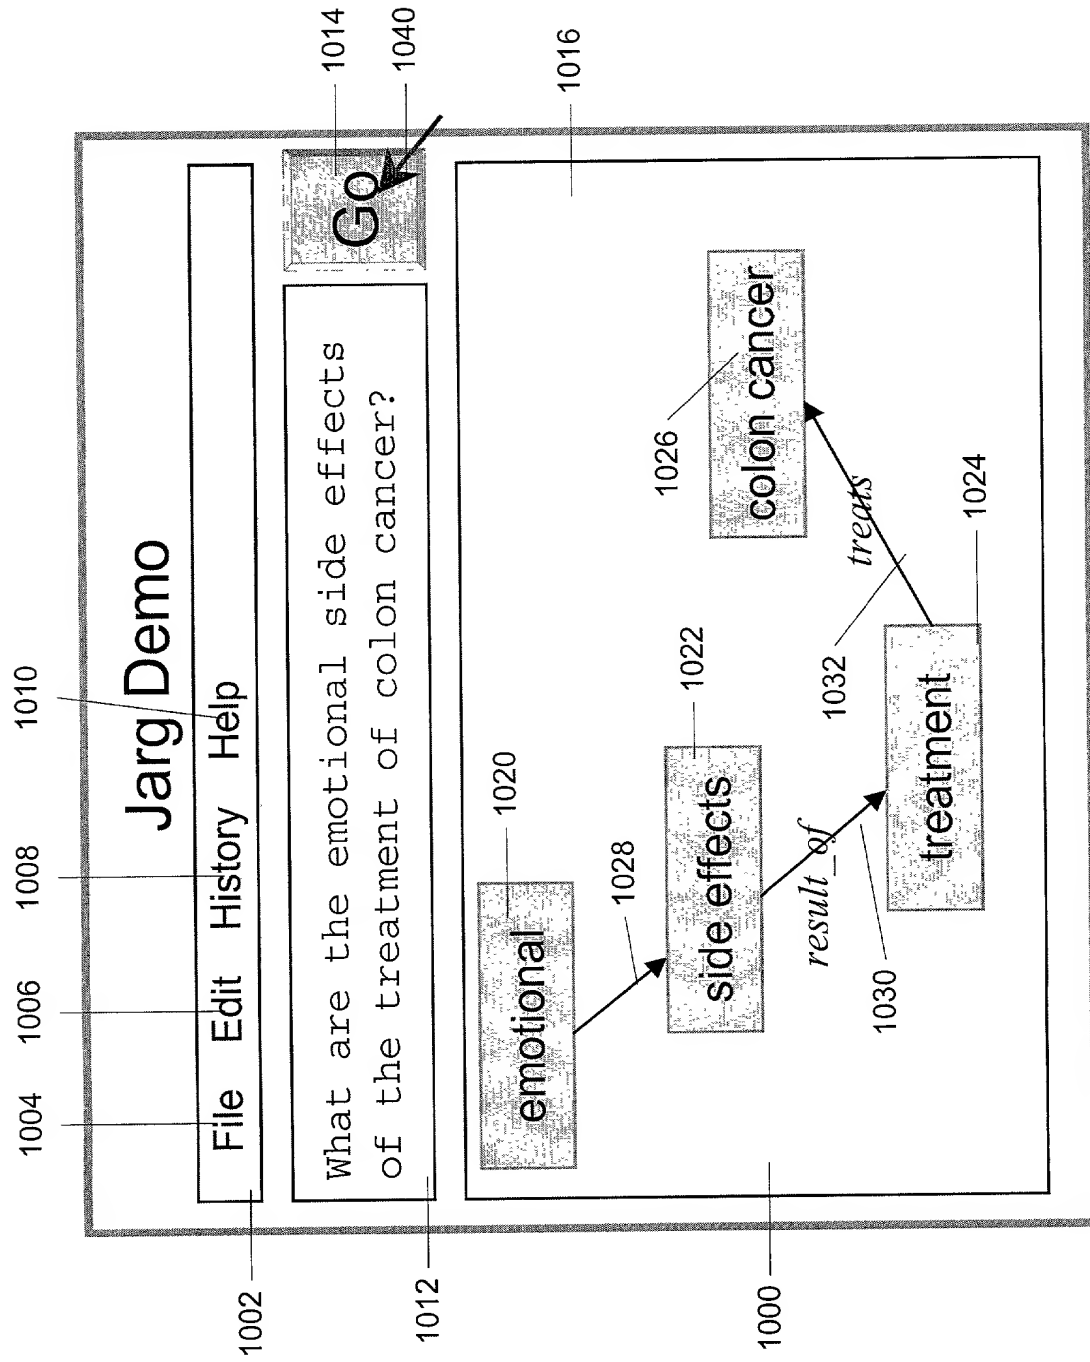 Jarg Demo
1002
1004
1006
1008
1010
File Edit History Help
1012
What are the emotional side effects
of the treatment of colon cancer?
Go
1014
1040
1016
1000
emotional
1020
1028
side effects
1022
result_of
1030
treatment
1024
treats
1032
colon cancer
1026